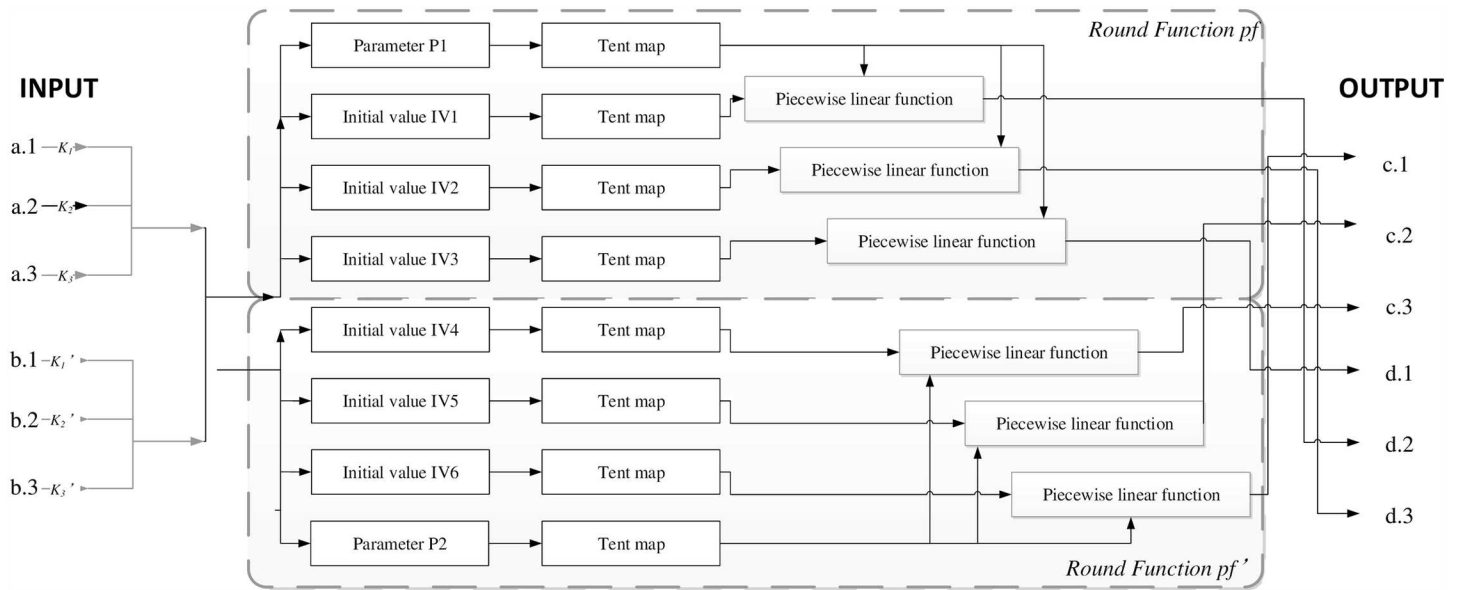 Round Function pf
INPUT
a.1 K₁
a.2 K₂
a.3 K₃
b.1 K₁’
b.2 K₂’
b.3 K₃’
Parameter P1
Tent map
Piecewise linear function
Initial value IV1
Tent map
Piecewise linear function
Initial value IV2
Tent map
Piecewise linear function
Initial value IV3
Tent map
Initial value IV4
Tent map
Piecewise linear function
Initial value IV5
Tent map
Piecewise linear function
Initial value IV6
Tent map
Piecewise linear function
Parameter P2
Tent map
Round Function pf’
OUTPUT
c.1
c.2
c.3
d.1
d.2
d.3